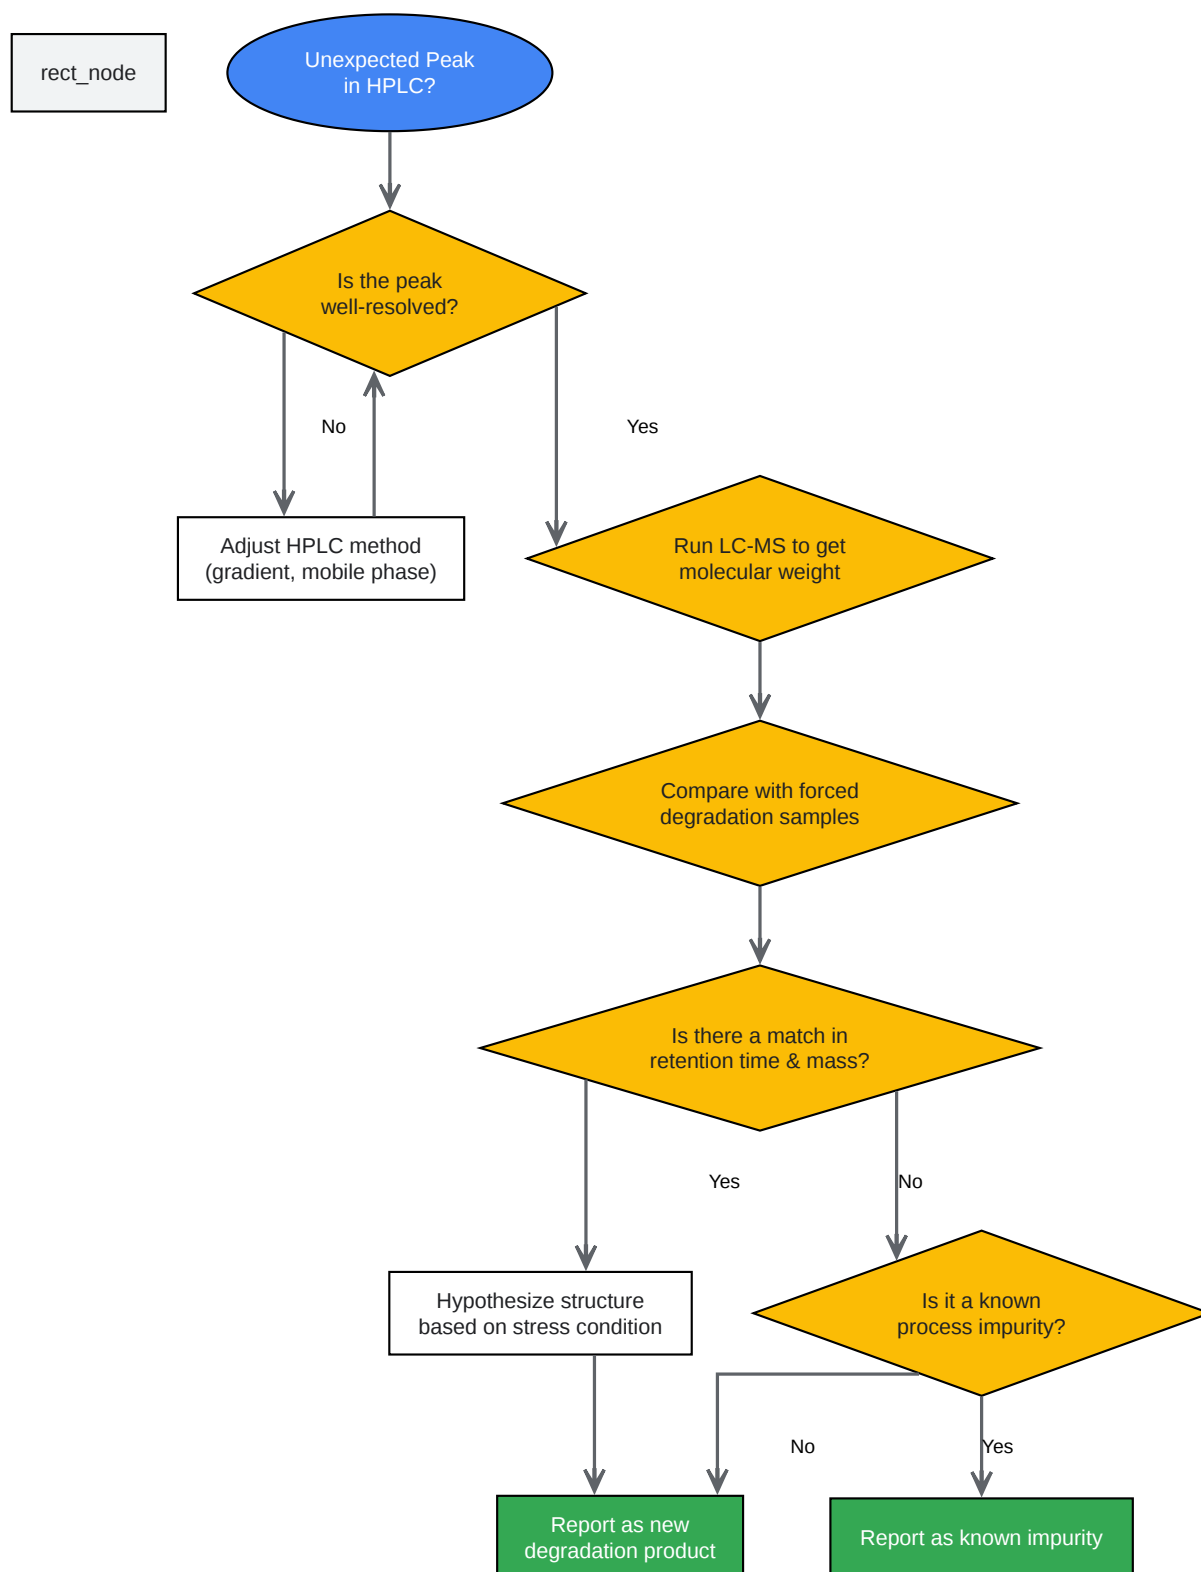 rect_node
Unexpected Peak
in HPLC?
Is the peak
well-resolved?
No
Yes
Adjust HPLC method
(gradient, mobile phase)
Run LC-MS to get
molecular weight
Compare with forced
degradation samples
Is there a match in
retention time & mass?
Yes
No
Hypothesize structure
based on stress condition
Is it a known
process impurity?
No
Yes
Report as new
degradation product
Report as known impurity